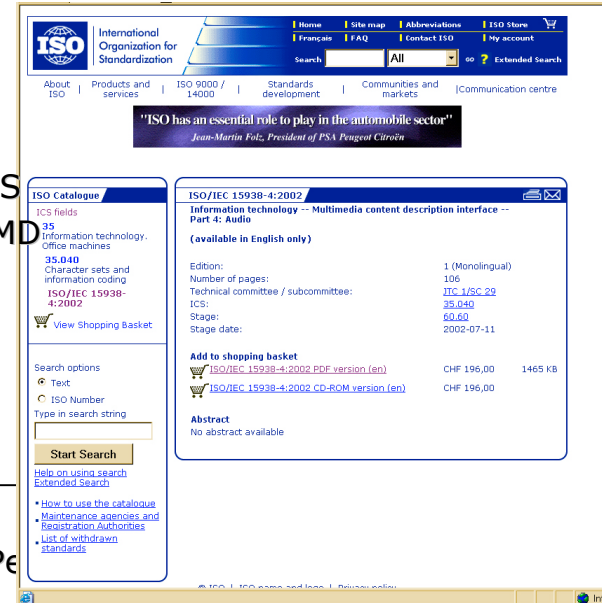 International
Organization for
Standardization
ISO
Home Site map Abbreviations ISO Store
Français FAQ Contact ISO My account
Search All GO ? Extended Search
About ISO | Products and services | ISO 9000 / 14000 | Standards development | Communities and markets |Communication centre
"ISO has an essential role to play in the automobile sector"
Jean-Martin Folz, President of PSA Peugeot Citroën
S
MD
Pe
ISO Catalogue
ICS fields
35
Information technology.
Office machines
35.040
Character sets and
information coding
ISO/IEC 15938-
4:2002
View Shopping Basket
Search options
Text
ISO Number
Type in search string
Start Search
Help on using search
Extended Search
How to use the catalogue
Maintenance agencies and
Registration Authorities
List of withdrawn
standards
ISO/IEC 15938-4:2002
Information technology -- Multimedia content description interface --
Part 4: Audio
(available in English only)
Edition: 1 (Monolingual)
Number of pages: 106
Technical committee / subcommittee: JTC 1/SC 29
ICS: 35.040
Stage: 60.60
Stage date: 2002-07-11
Add to shopping basket
ISO/IEC 15938-4:2002 PDF version (en) CHF 196,00 1465 KB
ISO/IEC 15938-4:2002 CD-ROM version (en) CHF 196,00
Abstract
No abstract available
© ISO | ISO name and logo | Privacy policy
Int